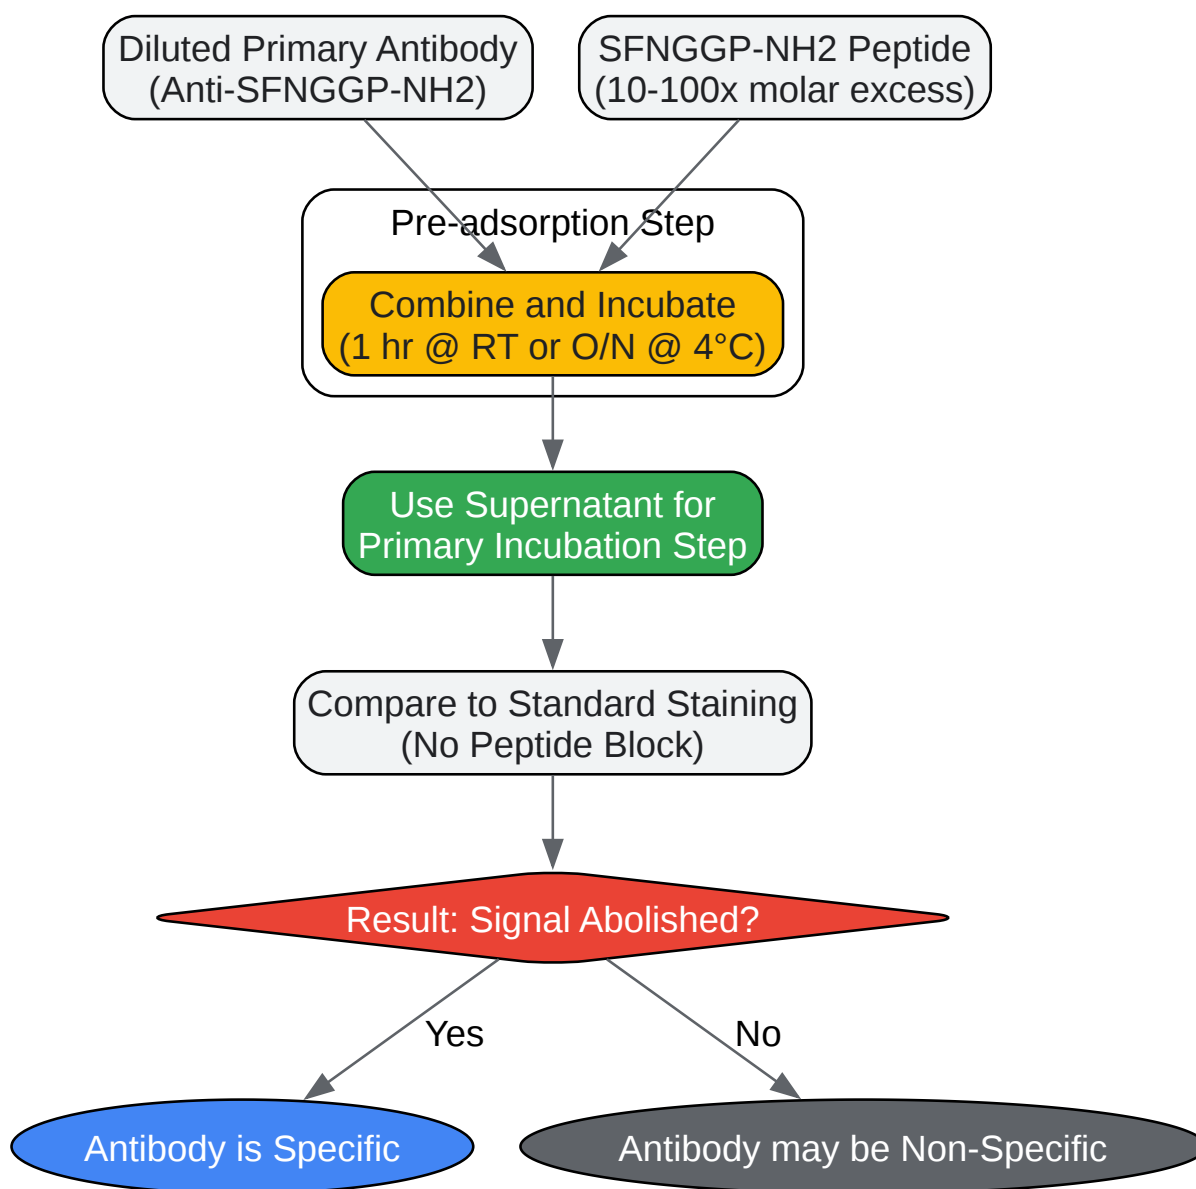 Diluted Primary Antibody
(Anti-SFNGGP-NH2)
SFNGGP-NH2 Peptide
(10-100x molar excess)
Pre-adsorption Step
Combine and Incubate
(1 hr @ RT or O/N @ 4°C)
Use Supernatant for
Primary Incubation Step
Compare to Standard Staining
(No Peptide Block)
Result: Signal Abolished?
Yes
No
Antibody is Specific
Antibody may be Non-Specific